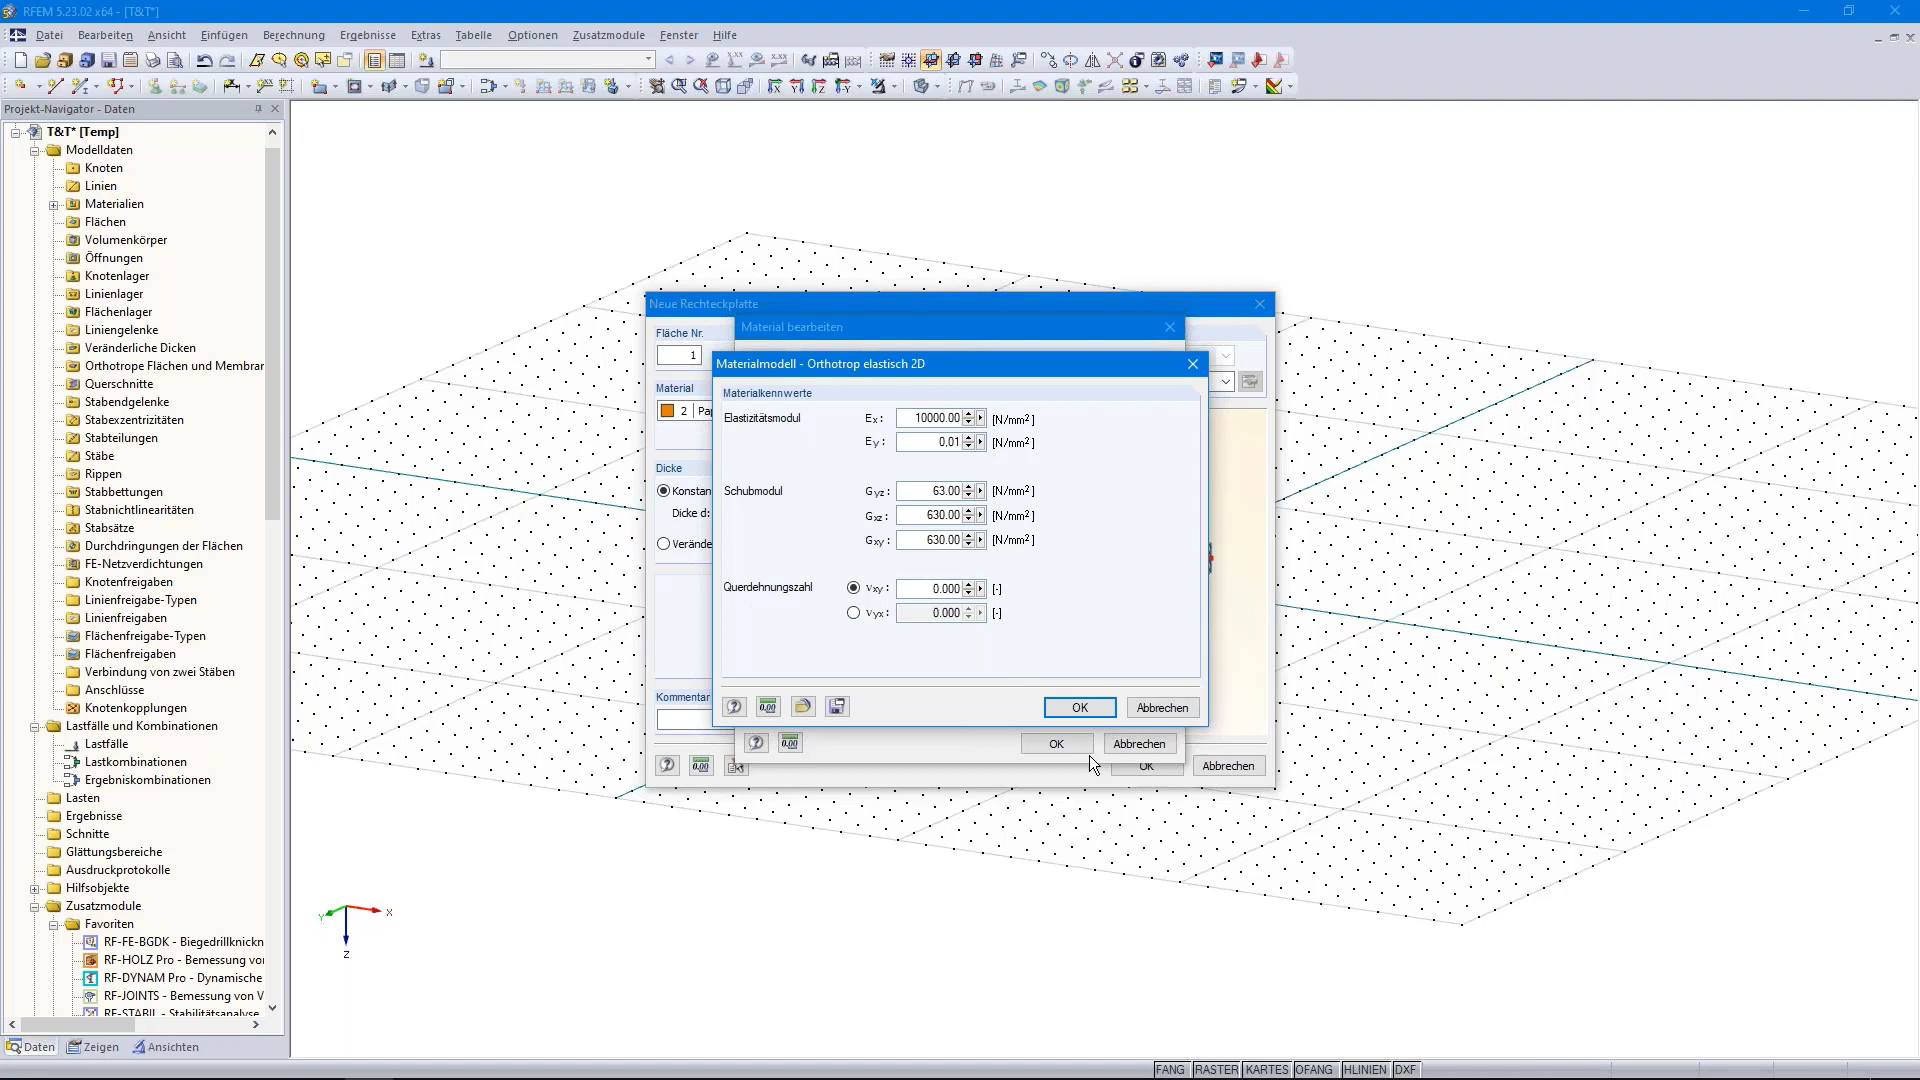 RFEM 5.23.02 x64 - [T&T*]
Datei Bearbeiten Ansicht Einfügen Berechnung Ergebnisse Extras Tabelle Optionen Zusatzmodule Fenster Hilfe
Projekt-Navigator - Daten
T&T* [Temp]
Modelldaten
Knoten
Linien
Materialien
Flächen
Volumenkörper
Öffnungen
Knotenlager
Linienlager
Flächenlager
Liniengelenke
Veränderliche Dicken
Orthotrope Flächen und Membrar
Querschnitte
Stabendgelenke
Stabexzentrizitäten
Stabteilungen
Stäbe
Rippen
Stabbettungen
Stabnichtlinearitäten
Stabsätze
Durchdringungen der Flächen
FE-Netzverdichtungen
Knotenfreigaben
Linienfreigabe-Typen
Linienfreigaben
Flächenfreigabe-Typen
Flächenfreigaben
Verbindung von zwei Stäben
Anschlüsse
Knotenkopplungen
Lastfälle und Kombinationen
Lastfälle
Lastkombinationen
Ergebniskombinationen
Lasten
Ergebnisse
Schnitte
Glättungsbereiche
Ausdruckprotokolle
Hilfsobjekte
Zusatzmodule
Favoriten
RF-FE-BGDK - Biegedrillknickn
RF-HOLZ Pro - Bemessung vor
RF-DYNAM Pro - Dynamische
RF-JOINTS - Bemessung von V
RF-STABIL - Stabilitätsanalyse
Daten Zeigen Ansichten
Neue Rechteckplatte
Fläche Nr.
1
Material
2 Pap
Dicke
Konstan
Dicke d:
Verände
Kommentar
OK Abbrechen
Material bearbeiten
OK Abbrechen
Materialmodell - Orthotrop elastisch 2D
Materialkennwerte
Elastizitätsmodul Ex: 10000.00 [N/mm2]
Ey: 0,01 [N/mm2]
Schubmodul Gyz: 63.00 [N/mm2]
Gxz: 630.00 [N/mm2]
Gxy: 630.00 [N/mm2]
Querdehnungszahl νxy: 0.000 [-]
νyx: 0.000 [-]
OK Abbrechen
X
Y
Z
FANG RASTER KARTES OFANG HLINIEN DXF